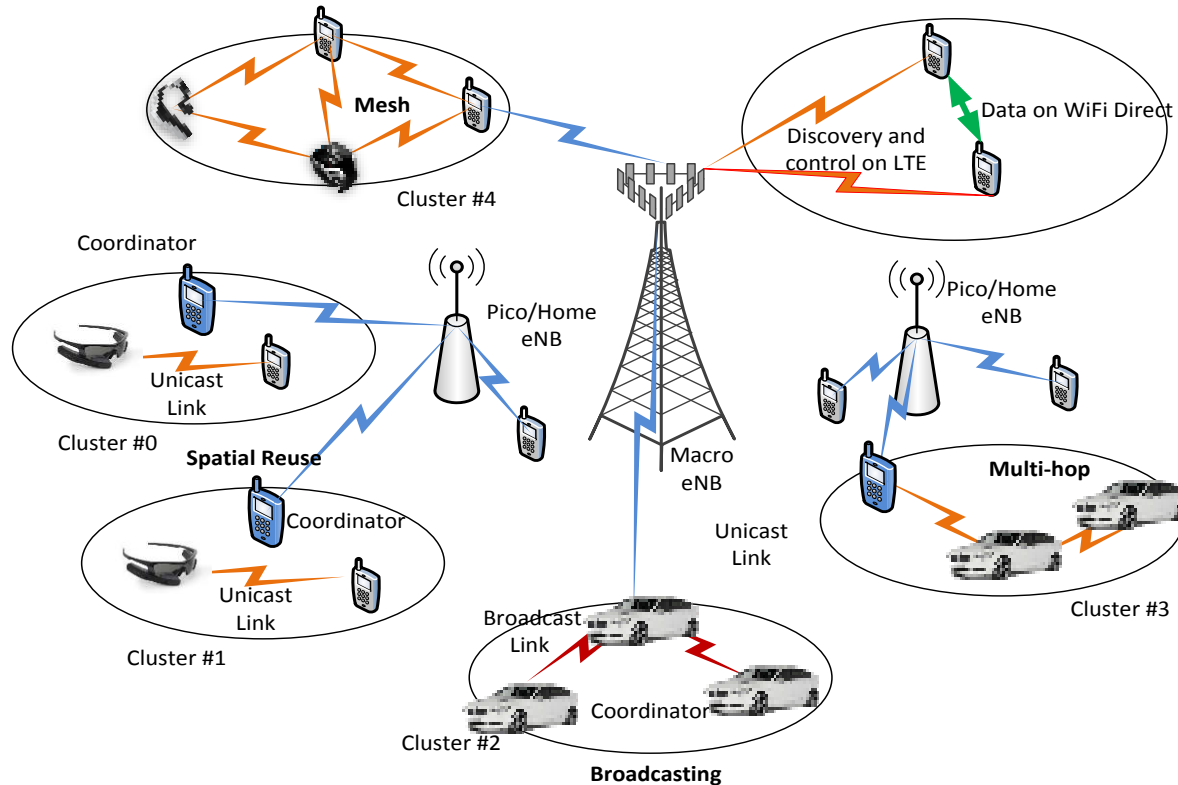 Mesh
Cluster #4
Data on WiFi Direct
Discovery and
control on LTE
Coordinator
Pico/Home
eNB
Unicast
Link
Cluster #0
Spatial Reuse
Coordinator
Unicast
Link
Cluster #1
Macro
eNB
Pico/Home
eNB
Multi-hop
Cluster #3
Unicast
Link
Broadcast
Link
Coordinator
Cluster #2
Broadcasting